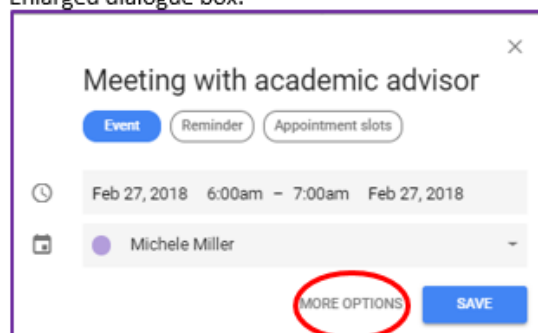 Enlarged dialogue box:
Meeting with academic advisor
Event Reminder Appointment slots
Feb 27, 2018 6:00am – 7:00am Feb 27, 2018
Michele Miller
MORE OPTIONS SAVE